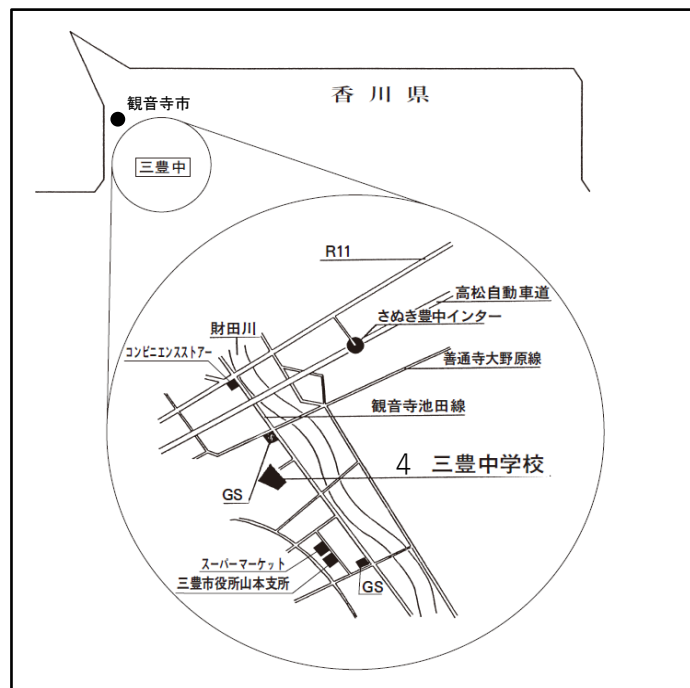 香川県
観音寺市
三豊中
R11
高松自動車道
さぬき豊中インター
財田川
コンビニエンスストアー
善通寺大野原線
観音寺池田線
4 三豊中学校
GS
スーパーマーケット
三豊市役所山本支所
GS